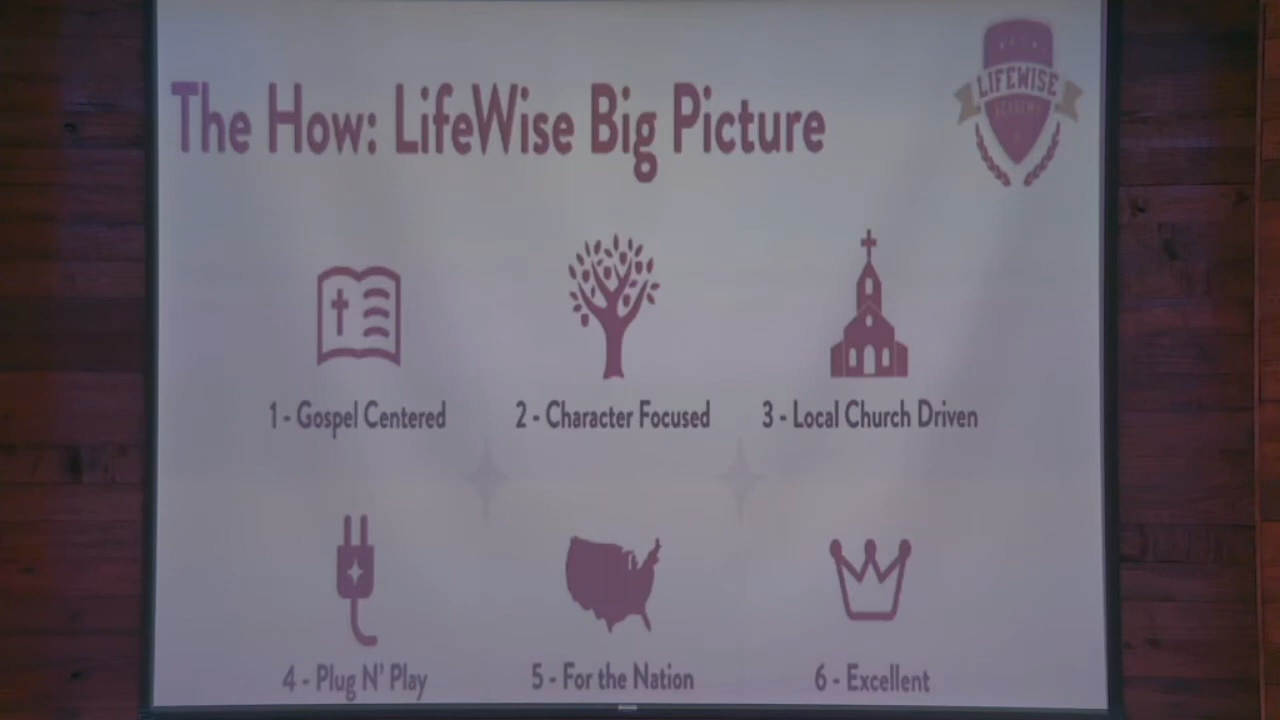 The How: LifeWise Big Picture
LIFEWISE
ACADEMY
1 - Gospel Centered
2 - Character Focused
3 - Local Church Driven
4 - Plug N' Play
5 - For the Nation
6 - Excellent